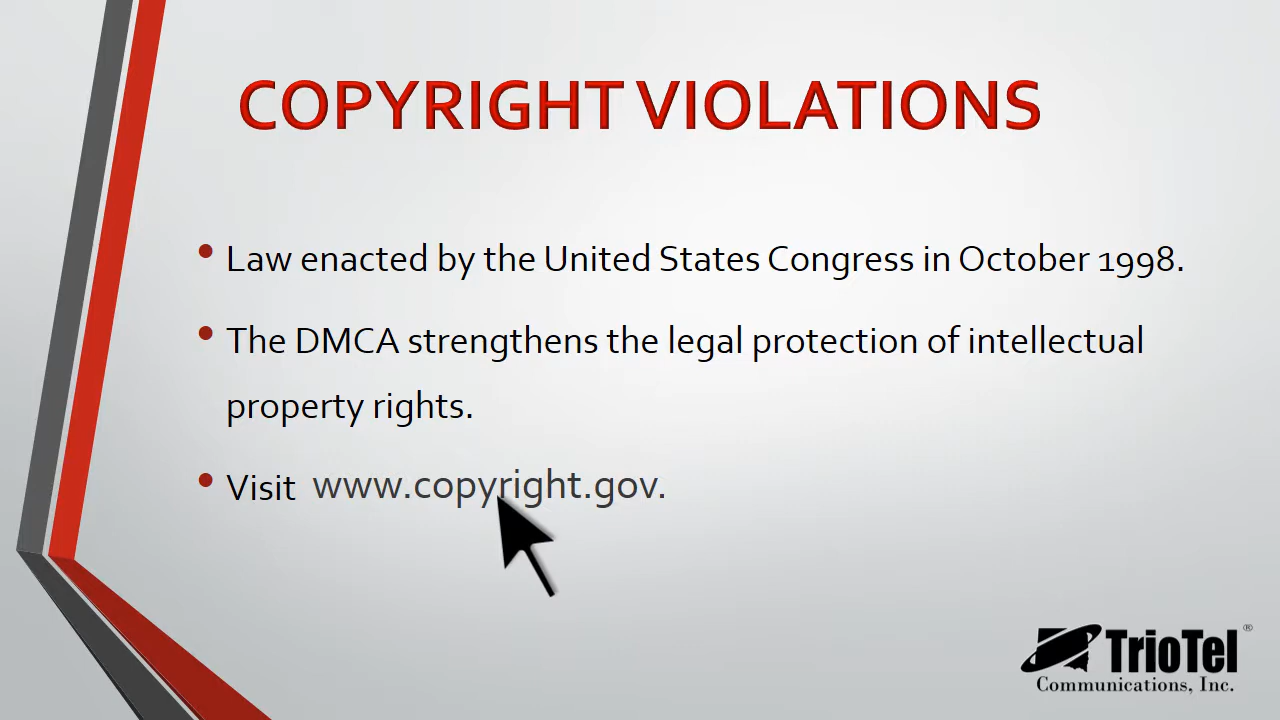 COPYRIGHT VIOLATIONS
• Law enacted by the United States Congress in October 1998.
• The DMCA strengthens the legal protection of intellectual
property rights.
• Visit www.copyright.gov.
TrioTel®
Communications, Inc.